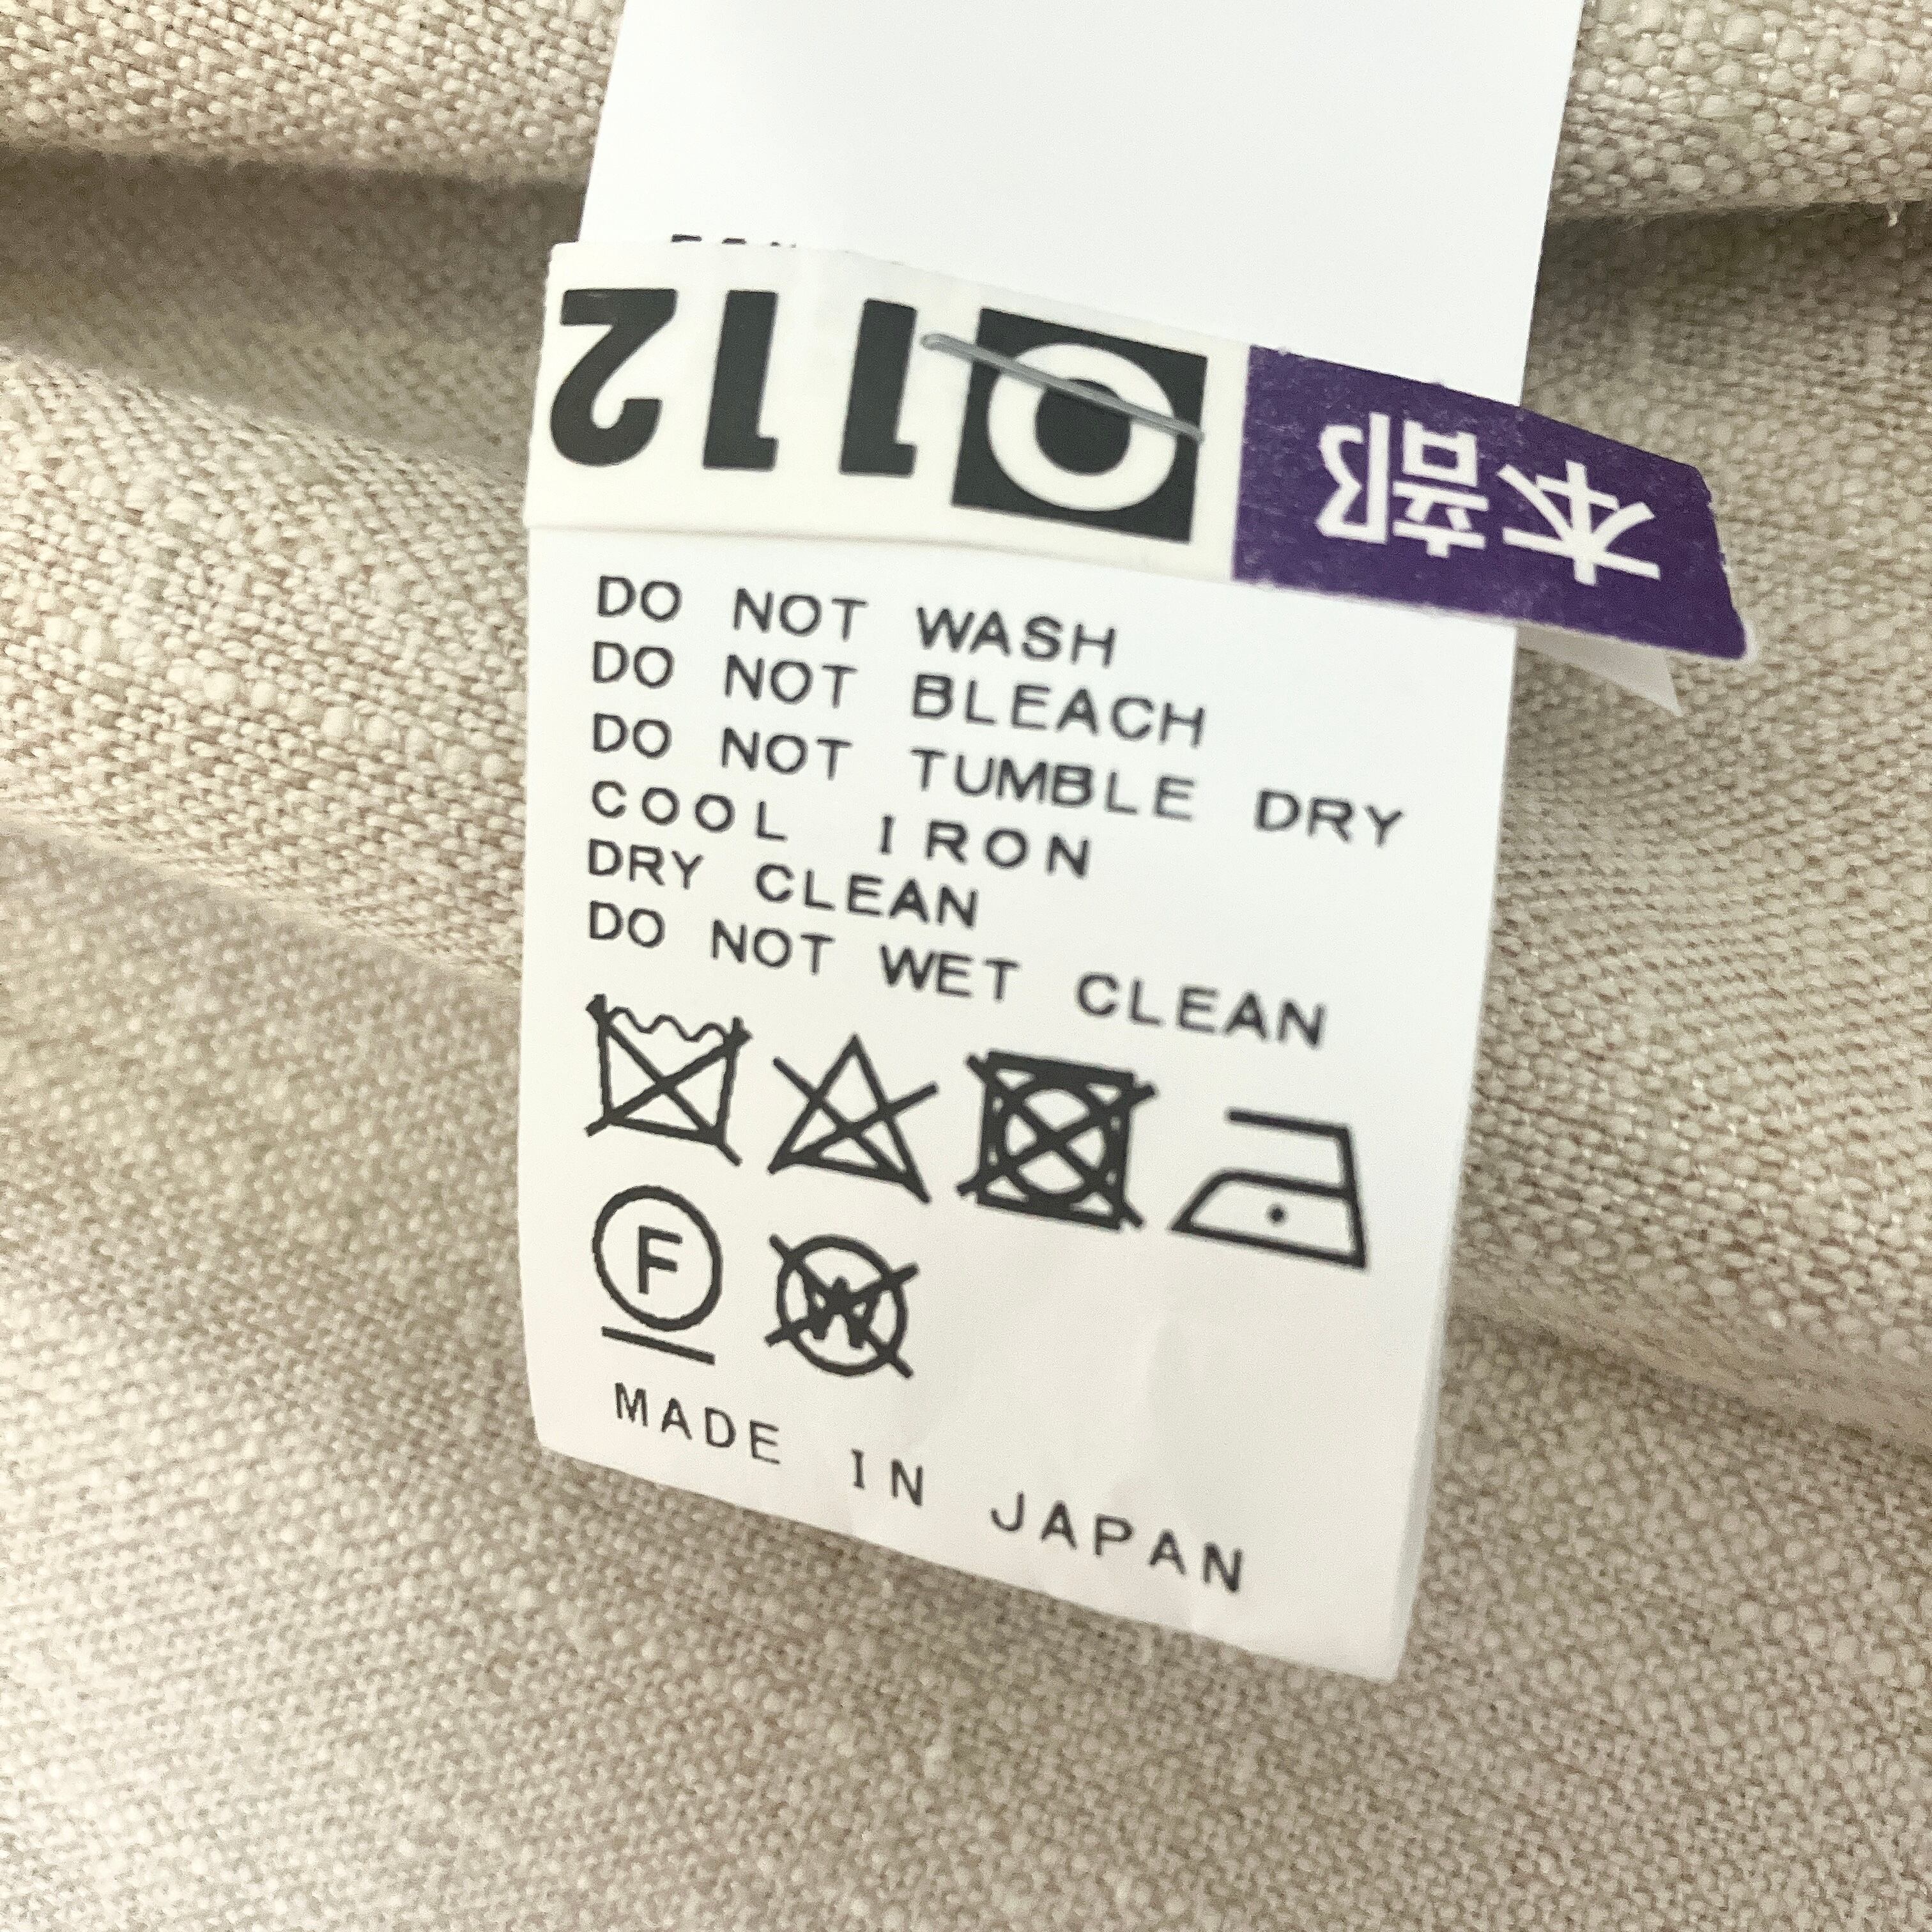 本部 O112
DO NOT WASH
DO NOT BLEACH
DO NOT TUMBLE DRY
COOL IRON
DRY CLEAN
DO NOT WET CLEAN
F W
MADE IN JAPAN